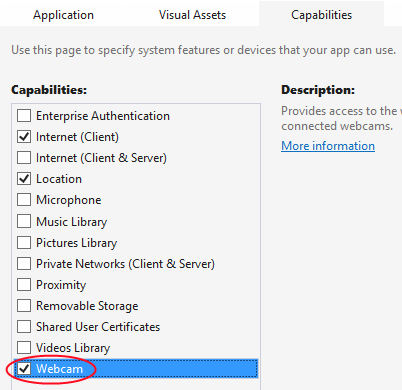 Application Visual Assets Capabilities
Use this page to specify system features or devices that your app can use.
Capabilities:
Enterprise Authentication
Internet (Client)
Internet (Client & Server)
Location
Microphone
Music Library
Pictures Library
Private Networks (Client & Server)
Proximity
Removable Storage
Shared User Certificates
Videos Library
Webcam
Description:
Provides access to the
connected webcams.
More information